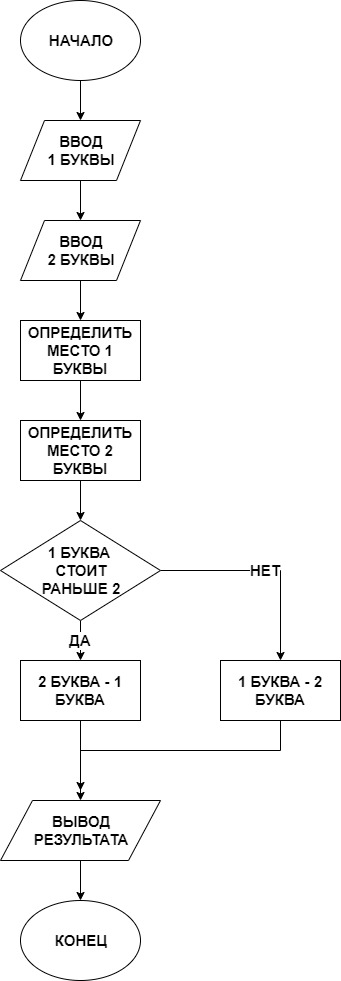 НАЧАЛО
ВВОД
1 БУКВЫ
ВВОД
2 БУКВЫ
ОПРЕДЕЛИТЬ
МЕСТО 1
БУКВЫ
ОПРЕДЕЛИТЬ
МЕСТО 2
БУКВЫ
1 БУКВА
СТОИТ
РАНЬШЕ 2
НЕТ
ДА
2 БУКВА - 1
БУКВА
1 БУКВА - 2
БУКВА
ВЫВОД
РЕЗУЛЬТАТА
КОНЕЦ